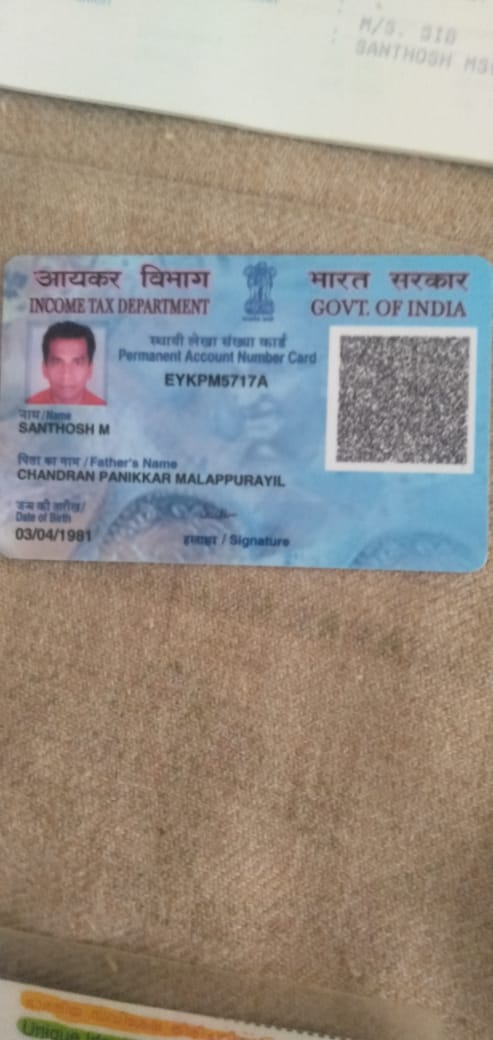 M/S. SIB
SANTHOSH MS
आयकर विभाग
भारत सरकार
INCOME TAX DEPARTMENT
GOVT. OF INDIA
स्थायी लेखा संख्या कार्ड
Permanent Account Number Card
EYKPM5717A
नाम/Name
SANTHOSH M
पिता का नाम/Father's Name
CHANDRAN PANIKKAR MALAPPURAYIL
जन्म की तारीख/
Date of Birth
03/04/1981
हस्ताक्षर / Signature
Unique